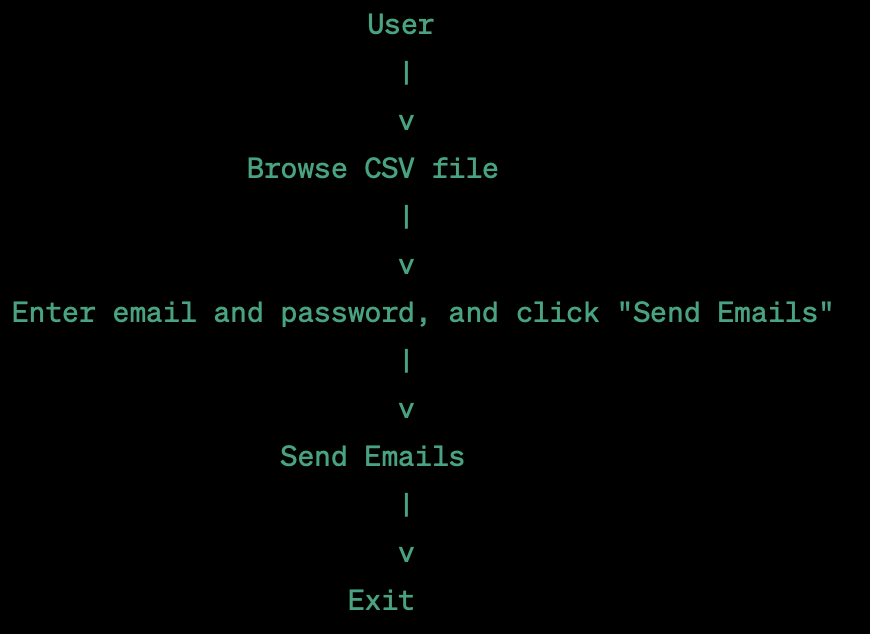 User
|
v
Browse CSV file
|
v
Enter email and password, and click "Send Emails"
|
v
Send Emails
|
v
Exit